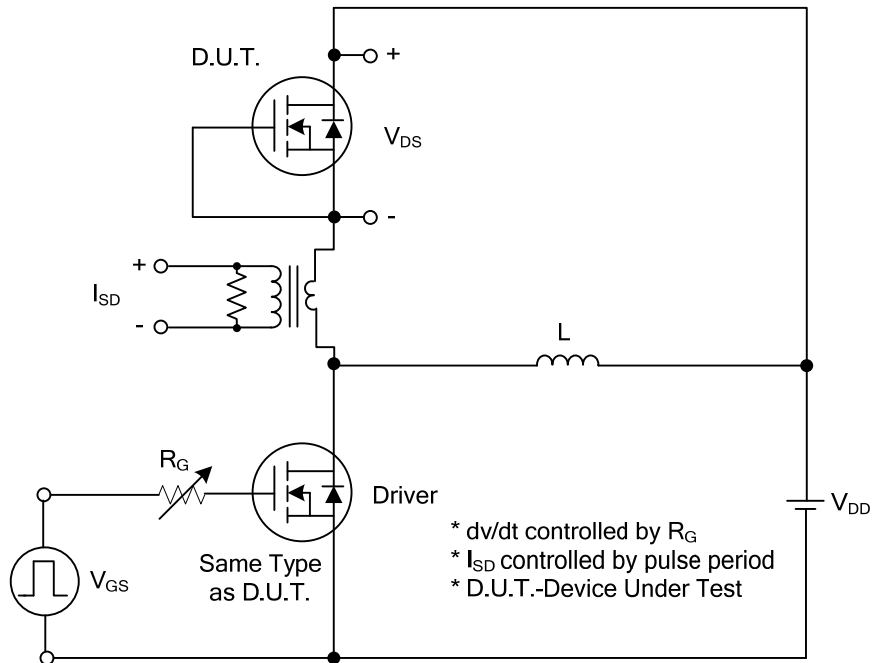 D.U.T.
+
VDS
-
+
ISD
-
L
RG
Driver
VDD
VGS
Same Type
as D.U.T.
* dv/dt controlled by RG
* ISD controlled by pulse period
* D.U.T.-Device Under Test